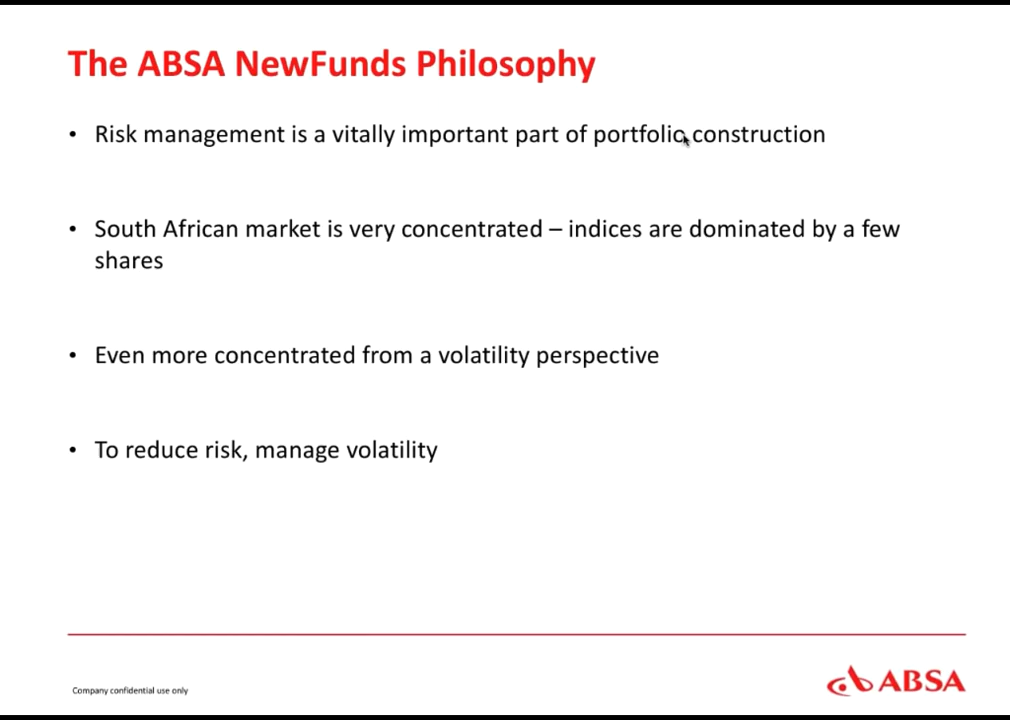 The ABSA NewFunds Philosophy
• Risk management is a vitally important part of portfolio construction
• South African market is very concentrated – indices are dominated by a few
shares
• Even more concentrated from a volatility perspective
• To reduce risk, manage volatility
Company confidential use only
ABSA